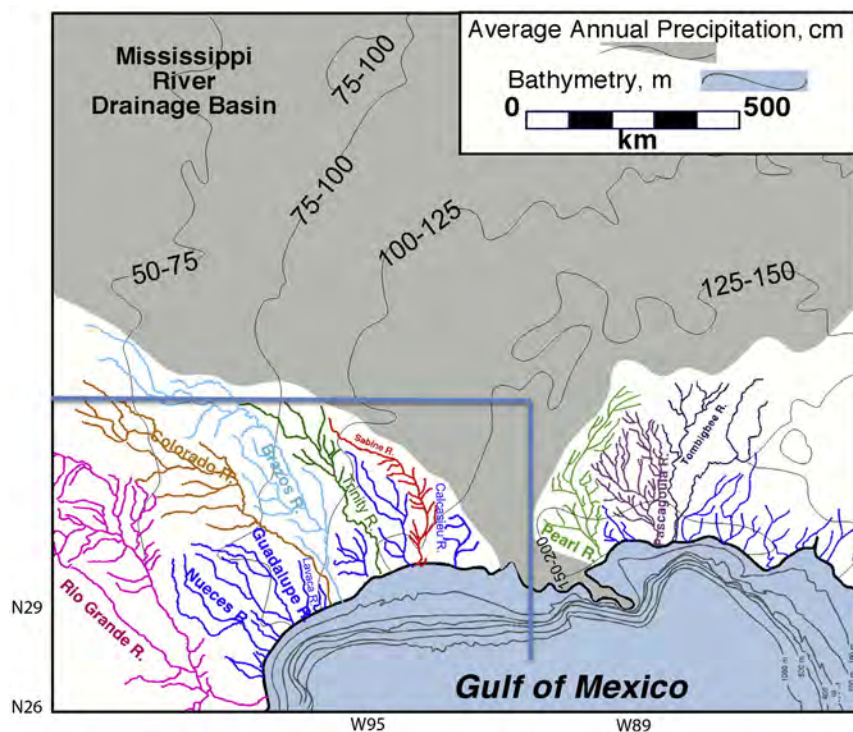 Mississippi
River
Drainage Basin
Average Annual Precipitation, cm
Bathymetry, m
0
500
km
75-100
75-100
50-75
100-125
125-150
150-200
Colorado R.
Brazos R.
Trinity R.
Sabine R.
Calcasieu R.
Pearl R.
Pascagoula R.
Tombigbee R.
Rio Grande R.
Nueces R.
Guadalupe R.
Lavaca R.
N29
N26
Gulf of Mexico
W95
W89